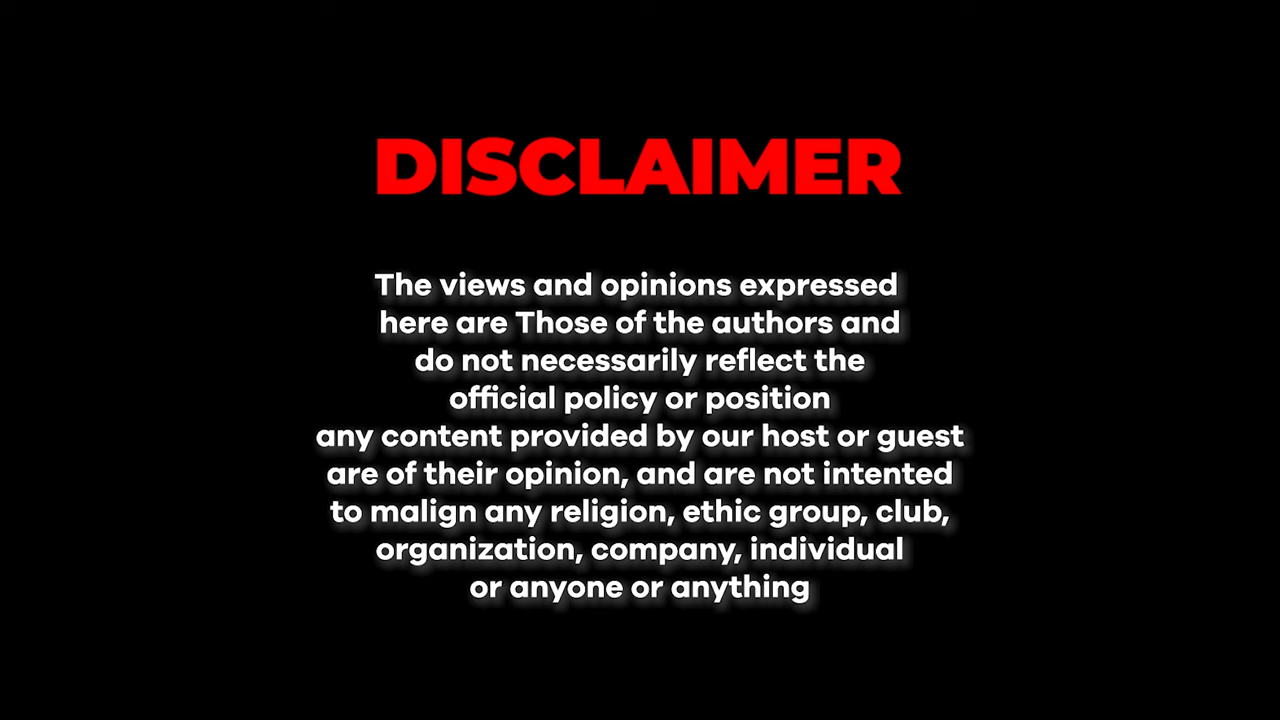 DISCLAIMER
The views and opinions expressed
here are Those of the authors and
do not necessarily reflect the
official policy or position
any content provided by our host or guest
are of their opinion, and are not intented
to malign any religion, ethic group, club,
organization, company, individual
or anyone or anything